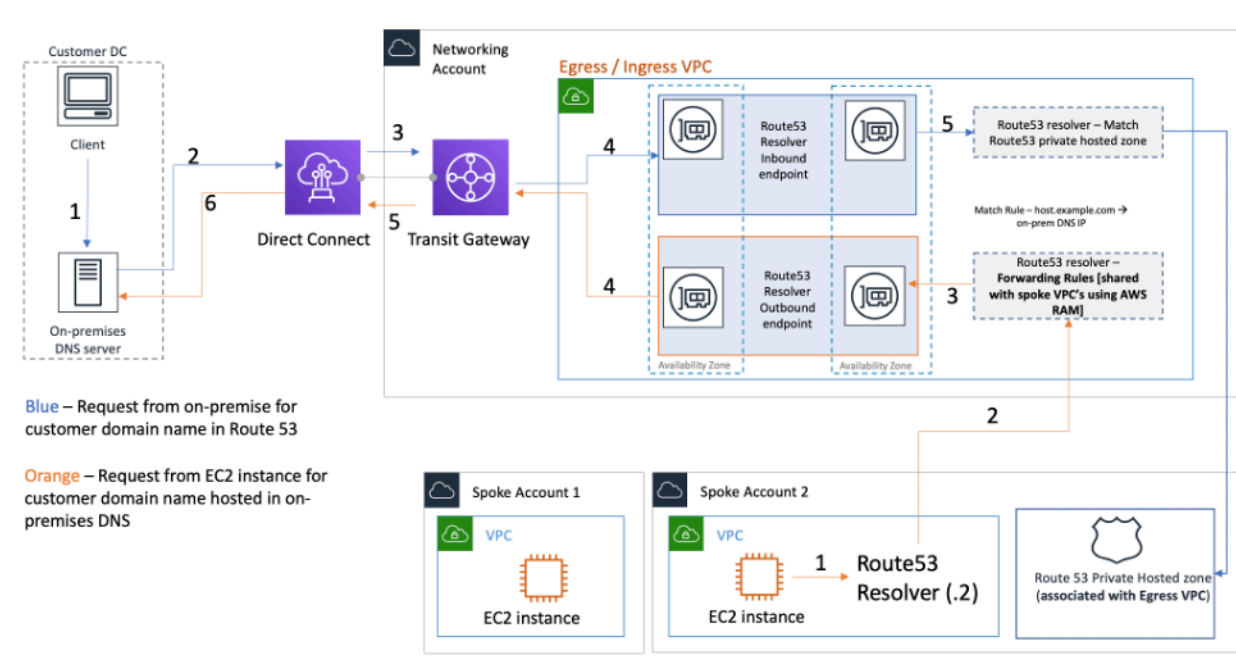 Customer DC
Client
1
On-premises
DNS server
2
6
Direct Connect
3
5
Transit Gateway
Networking
Account
Egress / Ingress VPC
4
4
Route53
Resolver
Inbound
endpoint
Route53
Resolver
Outbound
endpoint
Availability Zone
Availability Zone
5
Route53 resolver – Match
Route53 private hosted zone
Match Rule – host.example.com →
on-prem DNS IP
3
Route53 resolver –
Forwarding Rules [shared
with spoke VPC's using AWS
RAM]
2
Blue – Request from on-premise for
customer domain name in Route 53
Orange – Request from EC2 instance for
customer domain name hosted in on-
premises DNS
Spoke Account 1
VPC
EC2 instance
Spoke Account 2
VPC
EC2 instance
1
Route53
Resolver (.2)
Route 53 Private Hosted zone
(associated with Egress VPC)